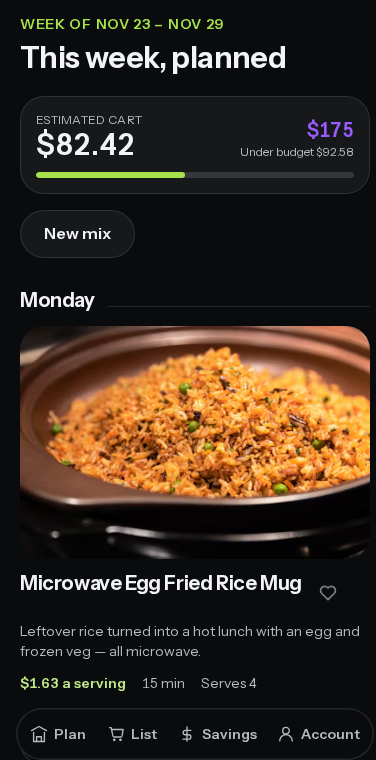 WEEK OF NOV 23 – NOV 29
This week, planned
ESTIMATED CART
$82.42
$175
Under budget $92.58
New mix
Monday
Microwave Egg Fried Rice Mug
Leftover rice turned into a hot lunch with an egg and
frozen veg — all microwave.
$1.63 a serving 15 min Serves 4
Plan List Savings Account